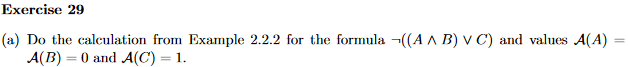 Exercise 29
(a) Do the calculation from Example 2.2.2 for the formula ¬((A ∧ B) ∨ C) and values 𝒜(A) =
𝒜(B) = 0 and 𝒜(C) = 1.